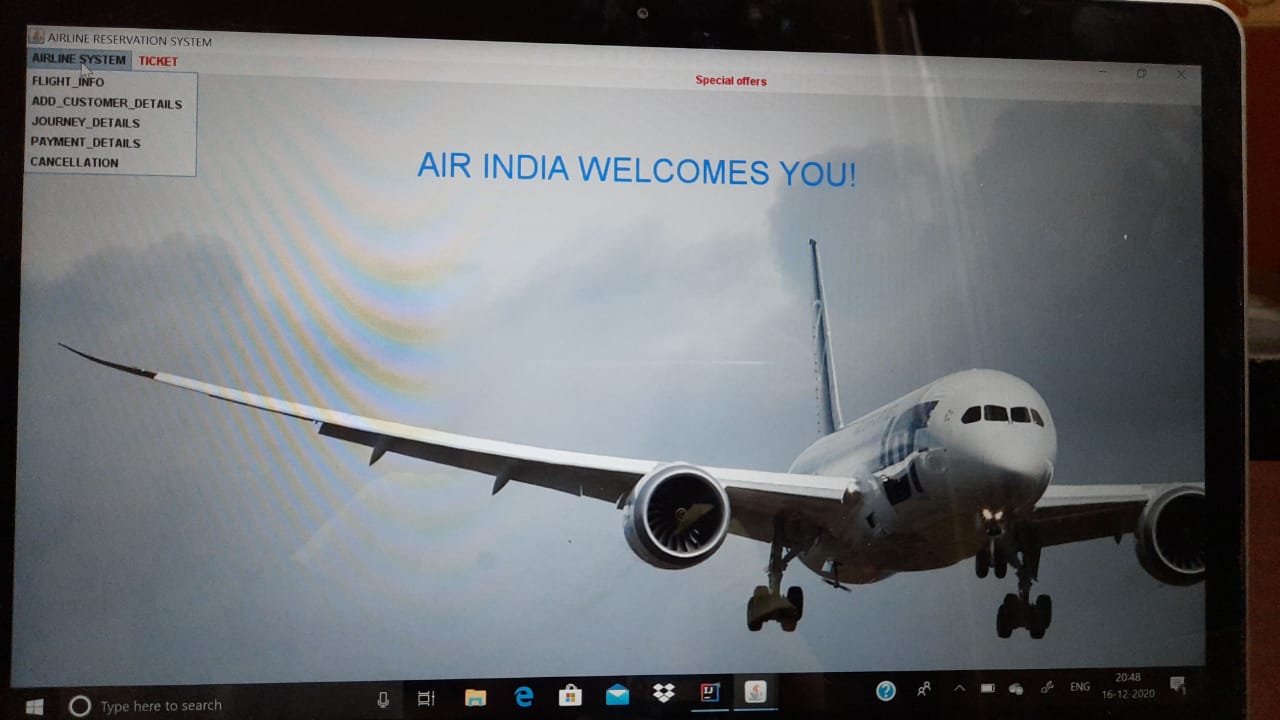 AIRLINE RESERVATION SYSTEM
AIRLINE SYSTEM TICKET
Special offers
FLIGHT_INFO
ADD_CUSTOMER_DETAILS
JOURNEY_DETAILS
PAYMENT_DETAILS
CANCELLATION
AIR INDIA WELCOMES YOU!
Type here to search
ENG
20:48
16-12-2020